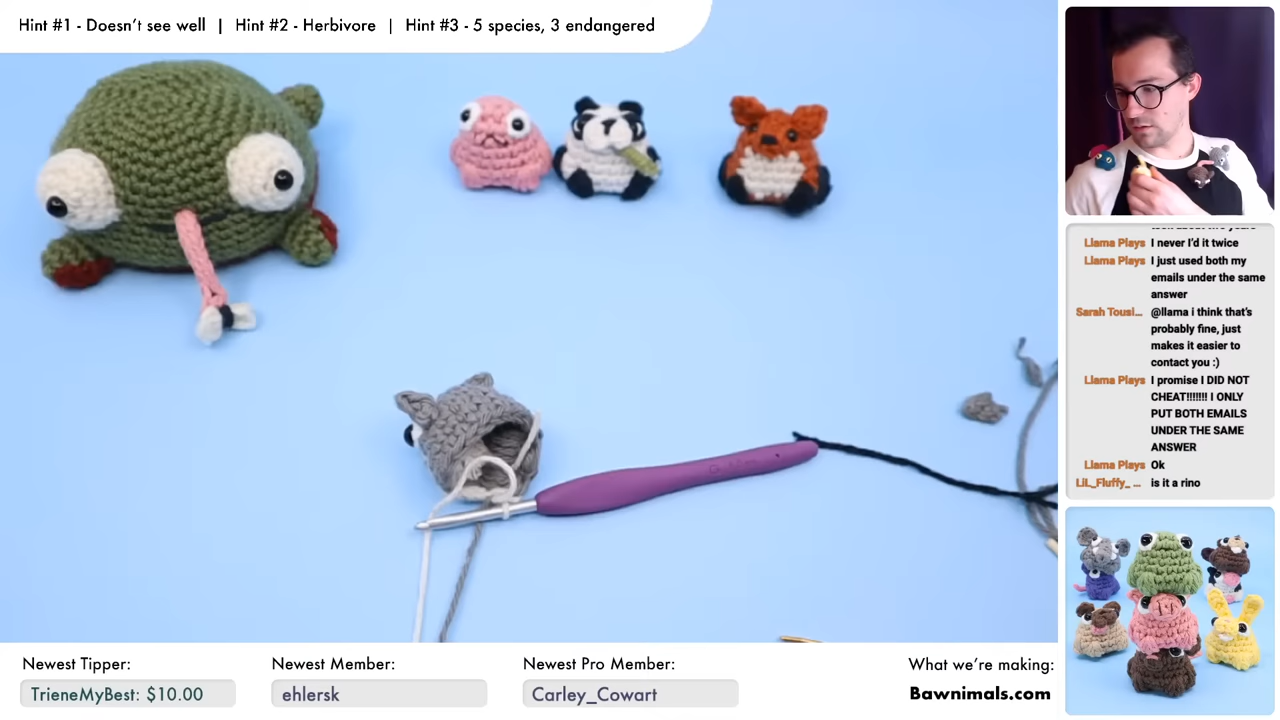 Hint #1 - Doesn't see well | Hint #2 - Herbivore | Hint #3 - 5 species, 3 endangered
Llama Plays I never I'd it twice
Llama Plays I just used both my
emails under the same
answer
Sarah Tousi... @llama i think that's
probably fine, just
makes it easier to
contact you :)
Llama Plays I promise I DID NOT
CHEAT!!!!!!! I ONLY
PUT BOTH EMAILS
UNDER THE SAME
ANSWER
Llama Plays Ok
LiL_Fluffy_ ... is it a rino
Newest Tipper:
TrieneMyBest: $10.00
Newest Member:
ehlersk
Newest Pro Member:
Carley_Cowart
What we're making:
Bawnimals.com